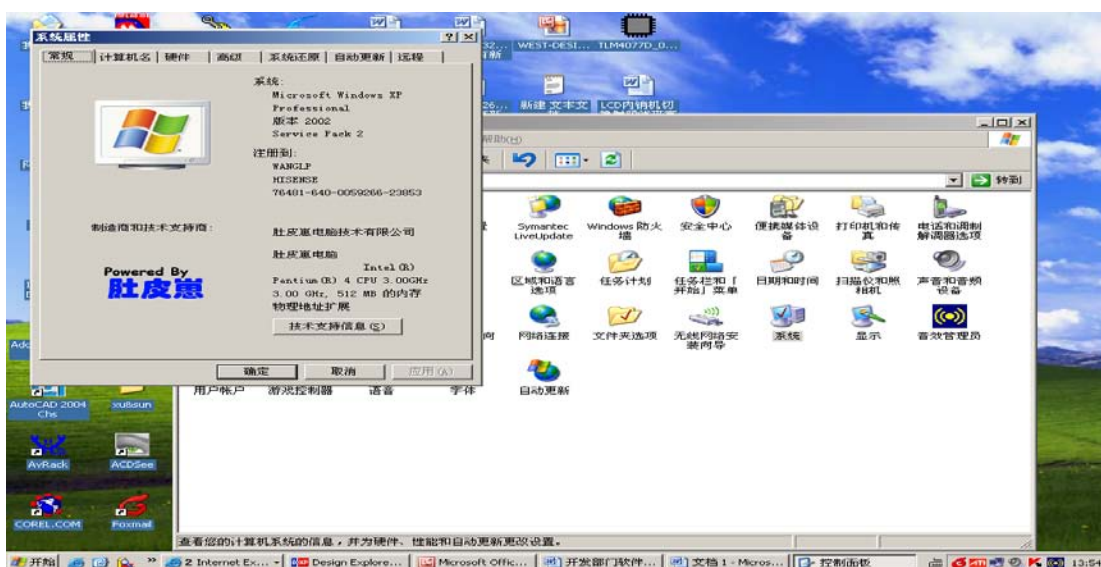 系统属性
常规 计算机名 硬件 高级 系统还原 自动更新 远程
系统:
Microsoft Windows XP
Professional
版本 2002
Service Pack 2
注册到:
WANGLP
HISENSE
76481-640-0059266-23853
制造商和技术支持商:
肚皮崽电脑技术有限公司
肚皮崽电脑
Intel(R)
Pentium(R) 4 CPU 3.00GHz
3.00 GHz, 512 MB 的内存
物理地址扩展
Powered By
肚皮崽
技术支持信息(S)
确定 取消 应用(A)
WEST-DESI... TLM4077D_0...
新建 文本文 LCD内销机切
帮助(H)
转到
Symantec LiveUpdate
Windows 防火墙
安全中心
便携媒体设备
打印机和传真
电话和调制解调器选项
区域和语言选项
任务计划
任务栏和「开始」菜单
日期和时间
扫描仪和照相机
声音和音频设备
网络连接
文件夹选项
无线网络安装向导
系统
显示
音效管理员
用户帐户 游戏控制器 语音 字体 自动更新
AutoCAD 2004 Chs
xu8sun
AvRack
ACDSee
COREL.COM
Foxmail
查看您的计算机系统的信息，并为硬件、性能和自动更新更改设置。
开始 2 Internet Ex... Design Explore... Microsoft Offic... 开发部门软件... 文档 1 - Micros... 控制面板 13:54